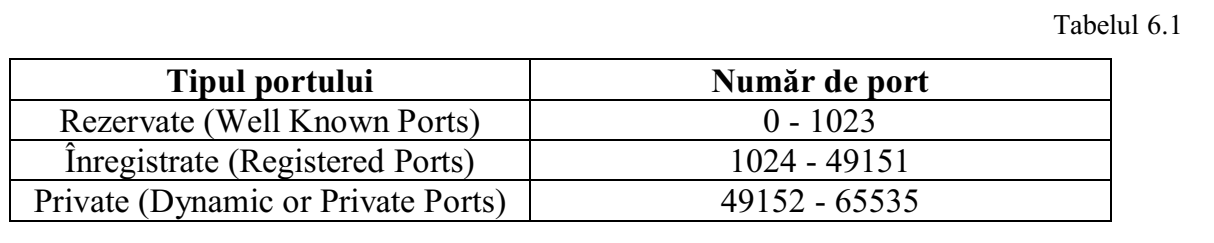 Tabelul 6.1
Tipul portului Număr de port
Rezervate (Well Known Ports) 0 - 1023
Înregistrate (Registered Ports) 1024 - 49151
Private (Dynamic or Private Ports) 49152 - 65535